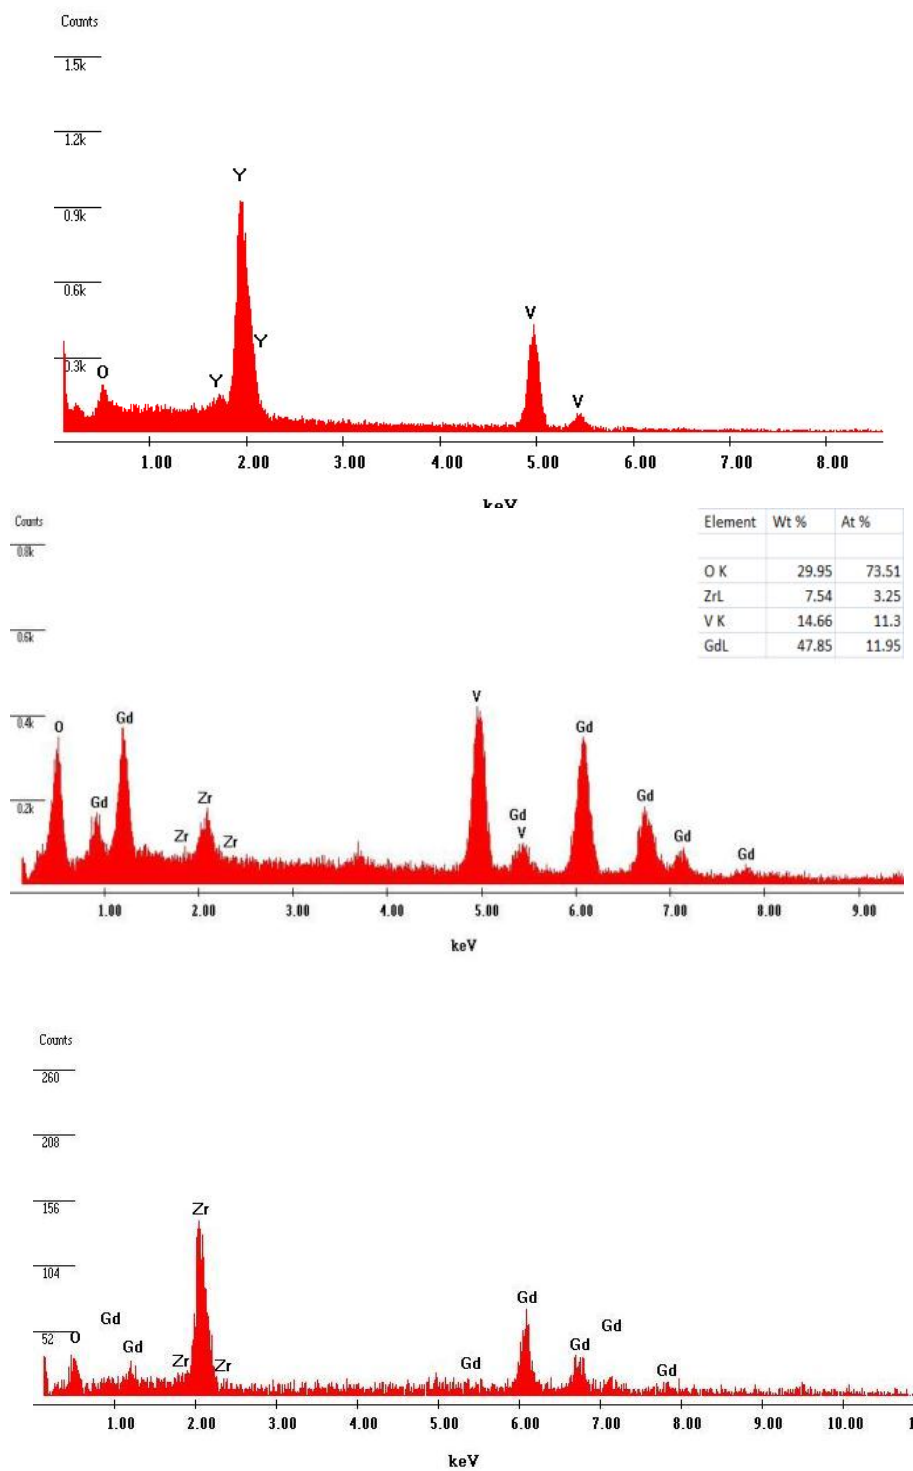 Counts
1.5k
1.2k
0.9k
0.6k
0.3k
Y
Y
Y
O
V
V
1.00 2.00 3.00 4.00 5.00 6.00 7.00 8.00
keV
Counts
0.8k
0.6k
0.4k
0.2k
Element Wt % At %
O K 29.95 73.51
ZrL 7.54 3.25
V K 14.66 11.3
GdL 47.85 11.95
O
Gd
Gd
Zr
Zr
Zr
V
Gd
V
Gd
Gd
Gd
Gd
1.00 2.00 3.00 4.00 5.00 6.00 7.00 8.00 9.00
keV
Counts
260
208
156
104
52
O
Gd
Gd
Zr
Zr
Zr
Gd
Gd
Gd
Gd
Gd
1.00 2.00 3.00 4.00 5.00 6.00 7.00 8.00 9.00 10.00 1
keV